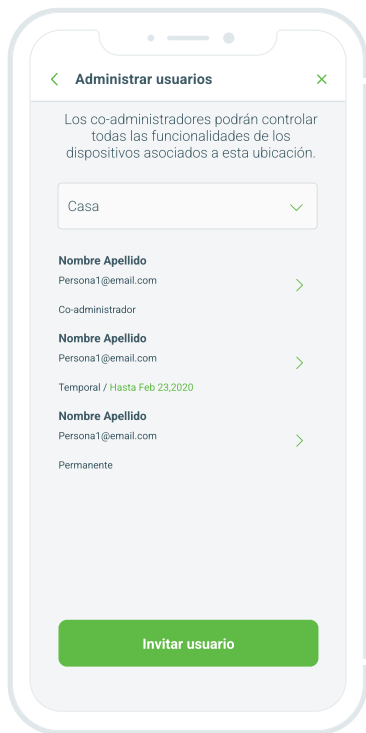 Administrar usuarios
Los co-administradores podrán controlar
todas las funcionalidades de los
dispositivos asociados a esta ubicación.
Casa
Nombre Apellido
Persona1@email.com
Co-administrador
Nombre Apellido
Persona1@email.com
Temporal / Hasta Feb 23,2020
Nombre Apellido
Persona1@email.com
Permanente
Invitar usuario